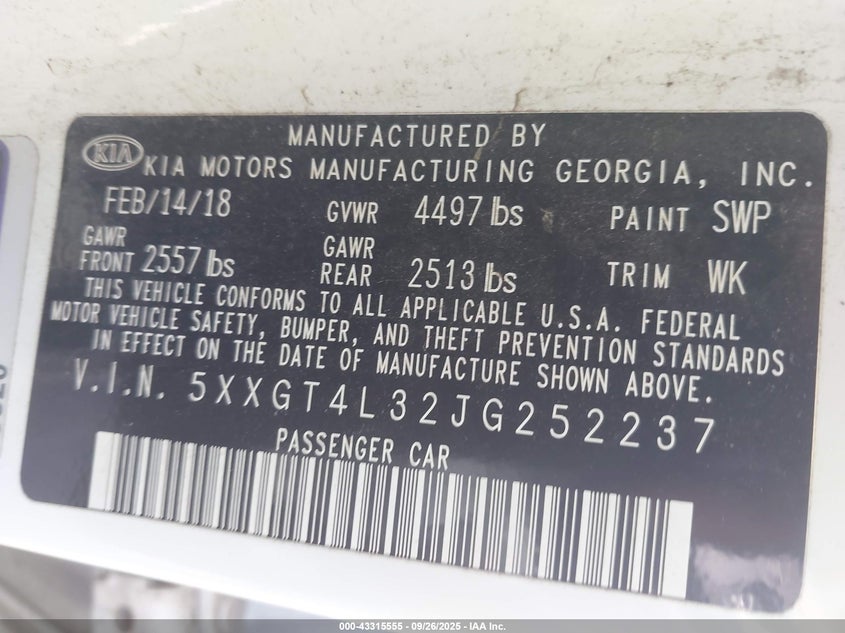 MANUFACTURED BY
KIA KIA MOTORS MANUFACTURING GEORGIA, INC.
FEB/14/18 GVWR 4497 lbs PAINT SWP
GAWR FRONT 2557 lbs GAWR REAR 2513 lbs TRIM WK
THIS VEHICLE CONFORMS TO ALL APPLICABLE U.S.A. FEDERAL
MOTOR VEHICLE SAFETY, BUMPER, AND THEFT PREVENTION STANDARDS
IN EFFECT ON THE DATE OF MANUFACTURE SHOWN ABOVE.
V.I.N. 5XXGT4L32JG252237
PASSENGER CAR
000-43315555 - 09/26/2025 - IAA Inc.